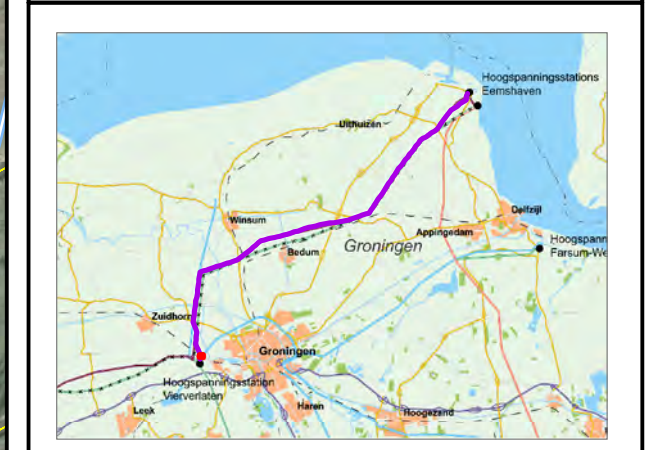 Hoogspanningsstations
Eemshaven
Uithuizen
Winsum
Delfzijl
Appingedam
Groningen
Bedum
Hoogspann
Farsum-We
Zuidhorn
Groningen
Hoogspanningsstation
Vierverlaten
Leek
Haren
Hoogezand